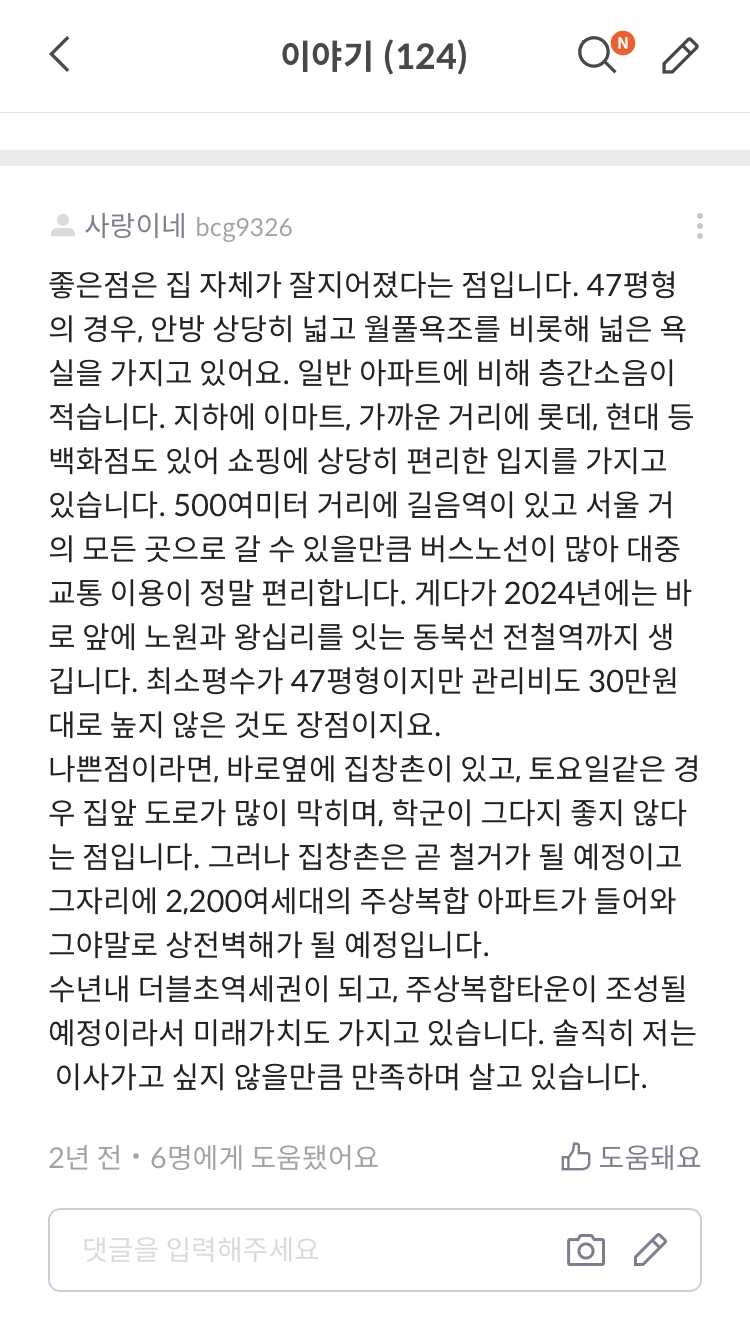 이야기 (124)
N
사랑이네 bcg9326
좋은점은 집 자체가 잘지어졌다는 점입니다. 47평형
의 경우, 안방 상당히 넓고 월풀욕조를 비롯해 넓은 욕
실을 가지고 있어요. 일반 아파트에 비해 층간소음이
적습니다. 지하에 이마트, 가까운 거리에 롯데, 현대 등
백화점도 있어 쇼핑에 상당히 편리한 입지를 가지고
있습니다. 500여미터 거리에 길음역이 있고 서울 거
의 모든 곳으로 갈 수 있을만큼 버스노선이 많아 대중
교통 이용이 정말 편리합니다. 게다가 2024년에는 바
로 앞에 노원과 왕십리를 잇는 동북선 전철역까지 생
깁니다. 최소평수가 47평형이지만 관리비도 30만원
대로 높지 않은 것도 장점이지요.
나쁜점이라면, 바로옆에 집창촌이 있고, 토요일같은 경
우 집앞 도로가 많이 막히며, 학군이 그다지 좋지 않다
는 점입니다. 그러나 집창촌은 곧 철거가 될 예정이고
그자리에 2,200여세대의 주상복합 아파트가 들어와
그야말로 상전벽해가 될 예정입니다.
수년내 더블초역세권이 되고, 주상복합타운이 조성될
예정이라서 미래가치도 가지고 있습니다. 솔직히 저는
이사가고 싶지 않을만큼 만족하며 살고 있습니다.
2년 전 • 6명에게 도움됐어요
도움돼요
댓글을 입력해주세요